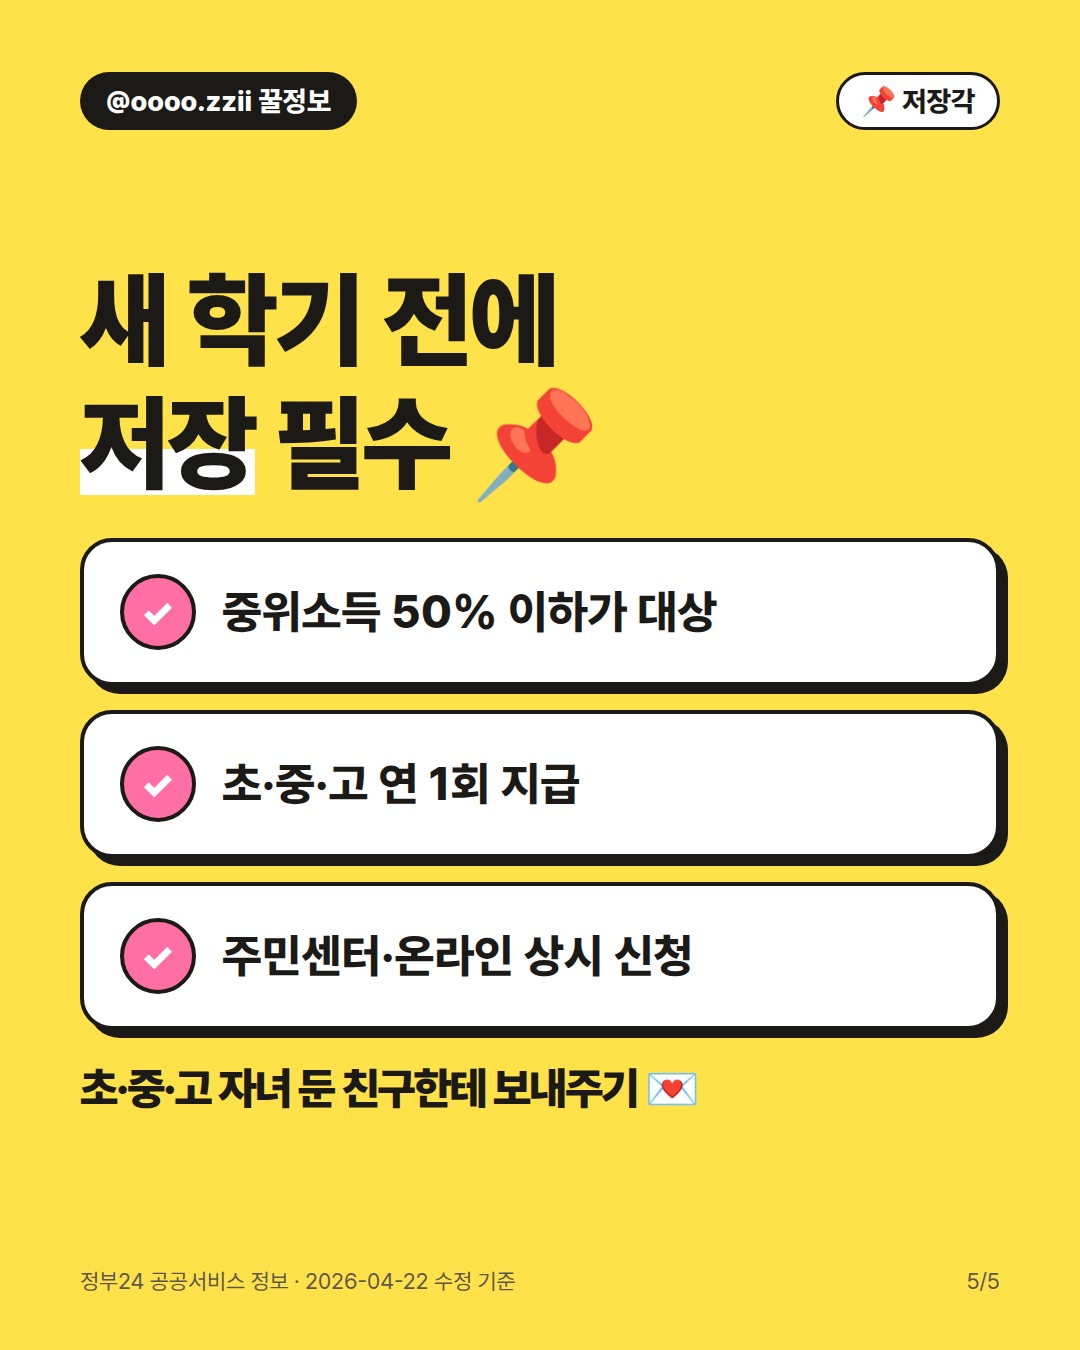 @oooo.zzii 꿀정보
📌 저장각
새 학기 전에
저장 필수 📌
중위소득 50% 이하가 대상
초·중·고 연 1회 지급
주민센터·온라인 상시 신청
초·중·고 자녀 둔 친구한테 보내주기 💌
정부24 공공서비스 정보 · 2026-04-22 수정 기준
5/5